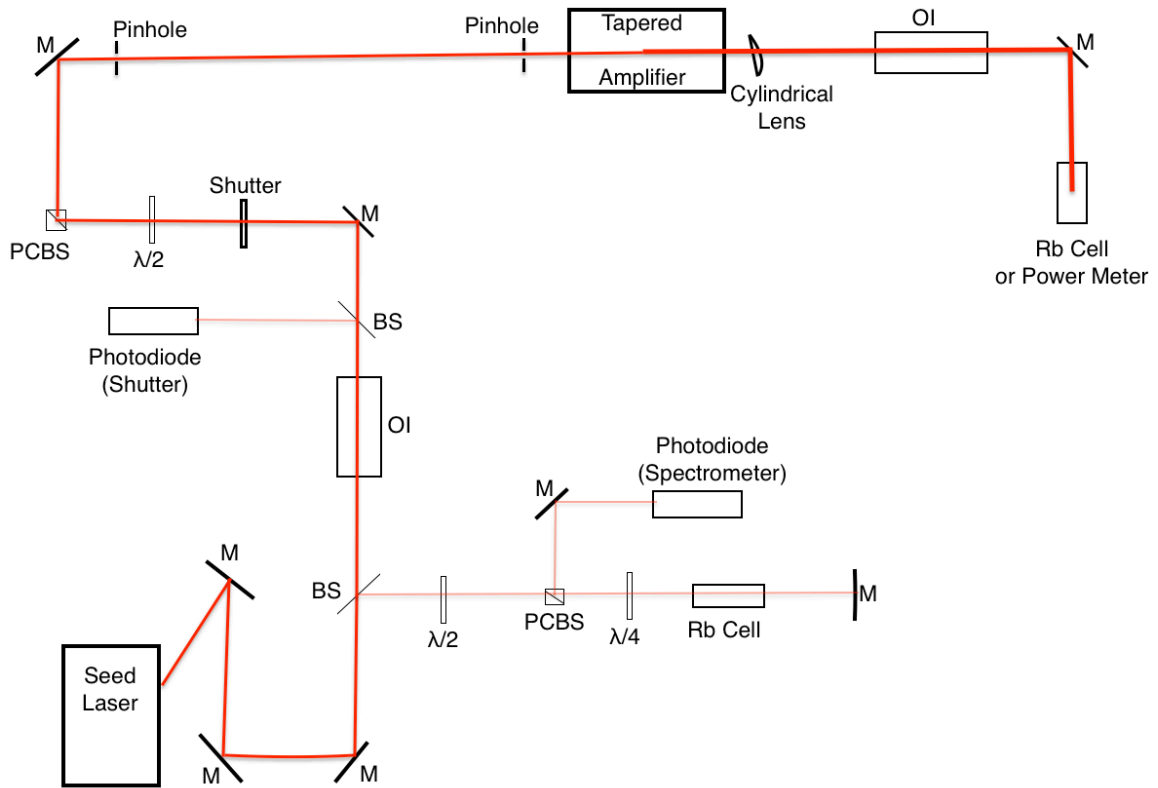 M
Pinhole
Pinhole
Tapered
Amplifier
Cylindrical
Lens
OI
M
Rb Cell
or Power Meter
Shutter
M
PCBS
λ/2
BS
Photodiode
(Shutter)
OI
Photodiode
(Spectrometer)
M
M
BS
λ/2
PCBS
λ/4
Rb Cell
M
Seed
Laser
M
M